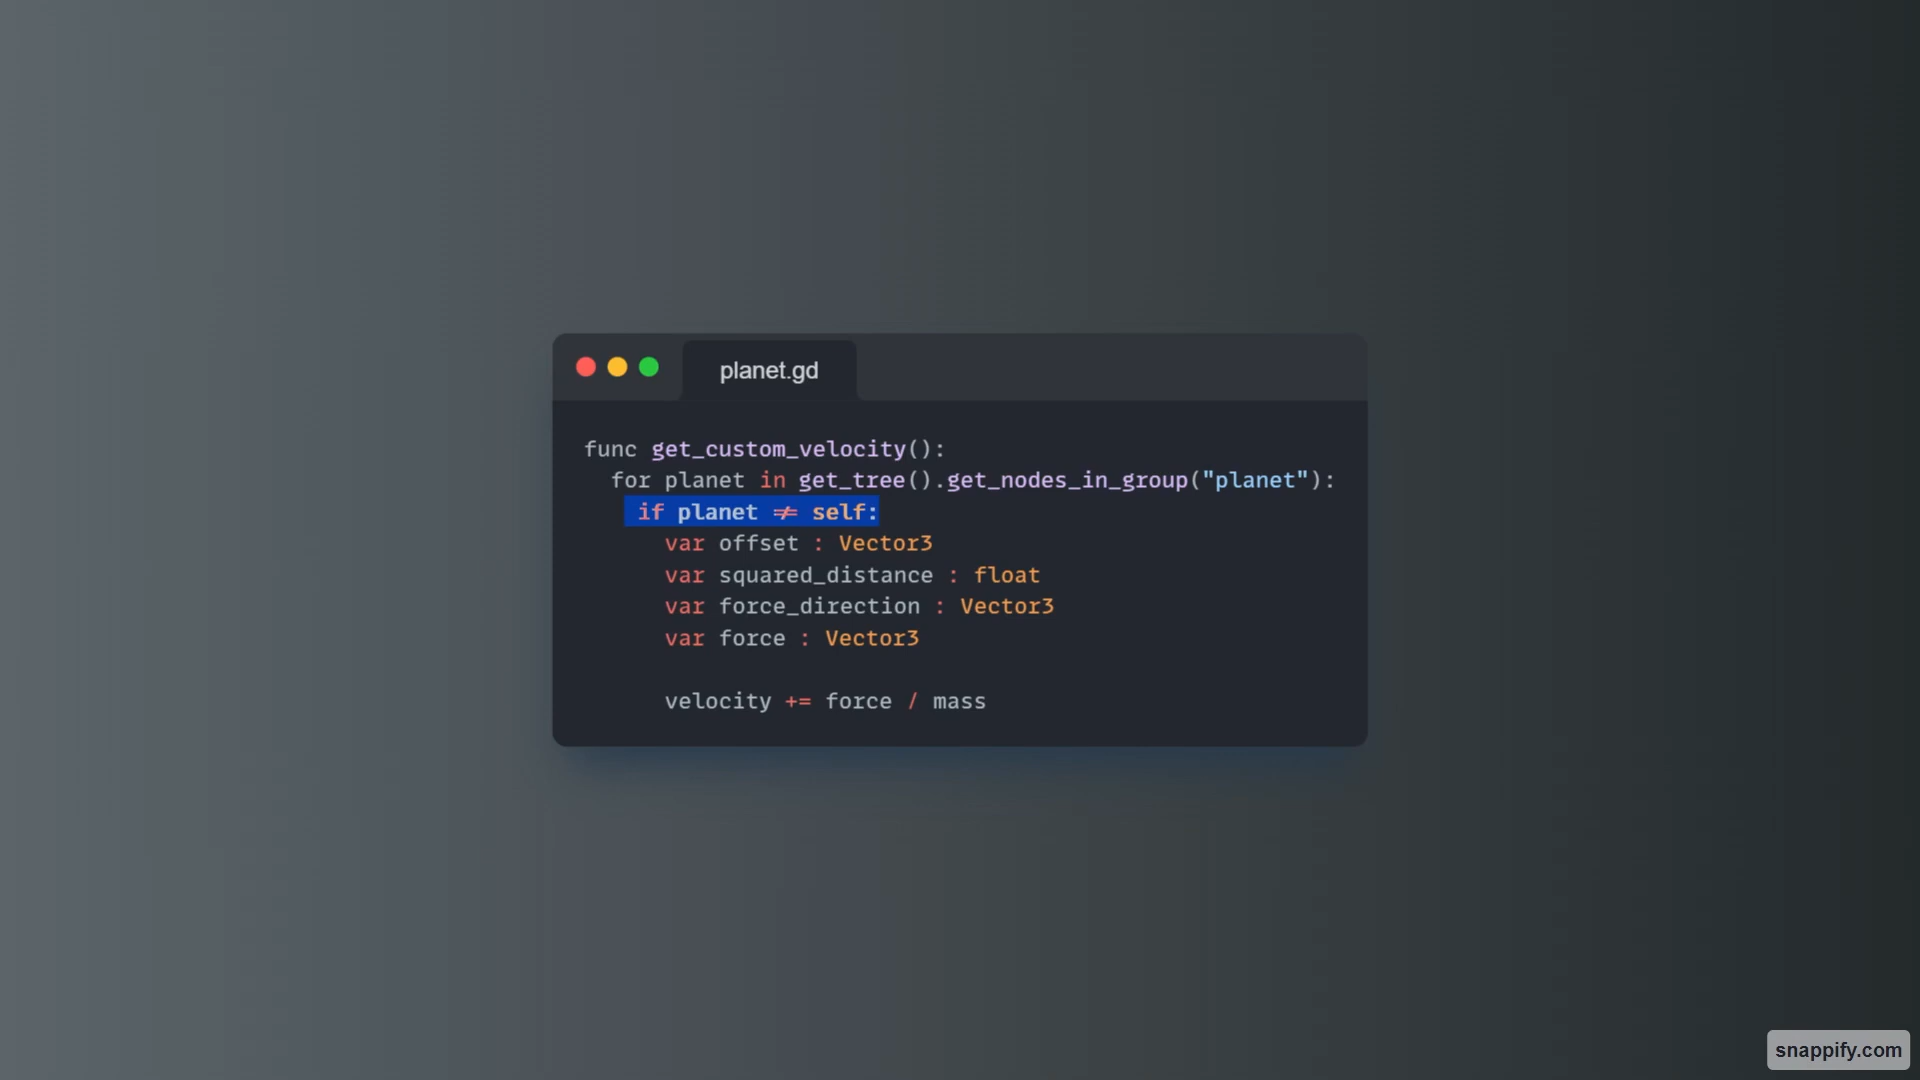 planet.gd
func get_custom_velocity():
for planet in get_tree().get_nodes_in_group("planet"):
if planet != self:
var offset : Vector3
var squared_distance : float
var force_direction : Vector3
var force : Vector3
velocity += force / mass
snappify.com